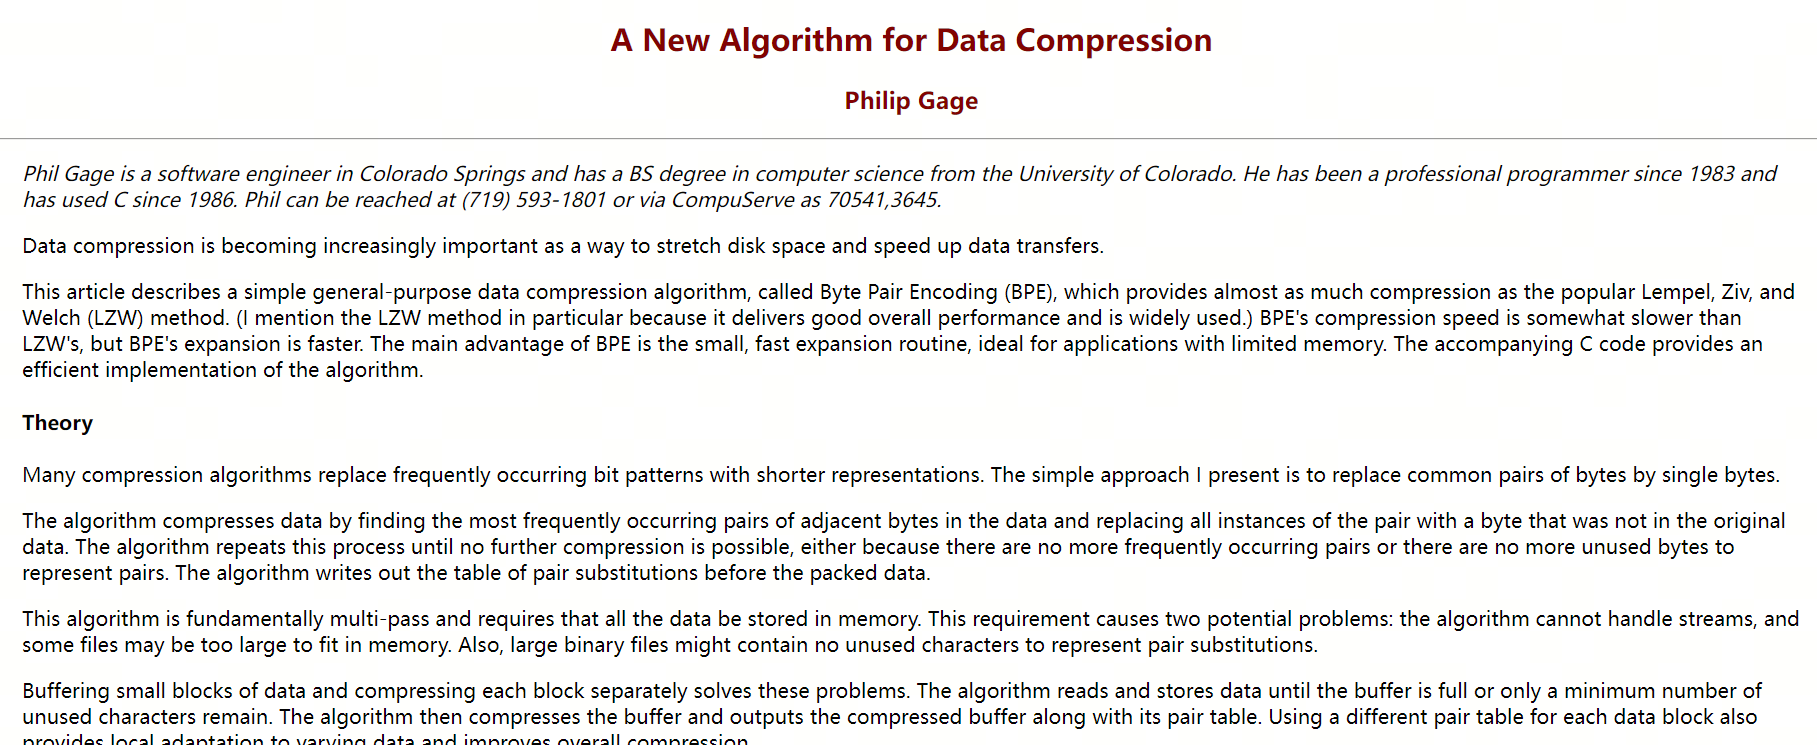 A New Algorithm for Data Compression
Philip Gage
Phil Gage is a software engineer in Colorado Springs and has a BS degree in computer science from the University of Colorado. He has been a professional programmer since 1983 and
has used C since 1986. Phil can be reached at (719) 593-1801 or via CompuServe as 70541,3645.
Data compression is becoming increasingly important as a way to stretch disk space and speed up data transfers.
This article describes a simple general-purpose data compression algorithm, called Byte Pair Encoding (BPE), which provides almost as much compression as the popular Lempel, Ziv, and
Welch (LZW) method. (I mention the LZW method in particular because it delivers good overall performance and is widely used.) BPE's compression speed is somewhat slower than
LZW's, but BPE's expansion is faster. The main advantage of BPE is the small, fast expansion routine, ideal for applications with limited memory. The accompanying C code provides an
efficient implementation of the algorithm.
Theory
Many compression algorithms replace frequently occurring bit patterns with shorter representations. The simple approach I present is to replace common pairs of bytes by single bytes.
The algorithm compresses data by finding the most frequently occurring pairs of adjacent bytes in the data and replacing all instances of the pair with a byte that was not in the original
data. The algorithm repeats this process until no further compression is possible, either because there are no more frequently occurring pairs or there are no more unused bytes to
represent pairs. The algorithm writes out the table of pair substitutions before the packed data.
This algorithm is fundamentally multi-pass and requires that all the data be stored in memory. This requirement causes two potential problems: the algorithm cannot handle streams, and
some files may be too large to fit in memory. Also, large binary files might contain no unused characters to represent pair substitutions.
Buffering small blocks of data and compressing each block separately solves these problems. The algorithm reads and stores data until the buffer is full or only a minimum number of
unused characters remain. The algorithm then compresses the buffer and outputs the compressed buffer along with its pair table. Using a different pair table for each data block also
provides local adaptation to varying data and improves overall compression.